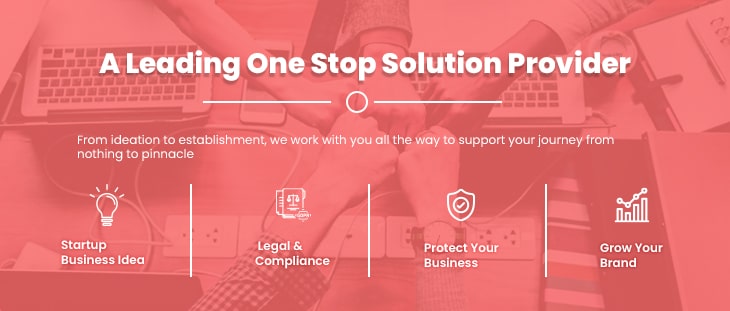 A Leading One Stop Solution Provider
From ideation to establishment, we work with you all the way to support your journey from
nothing to pinnacle
Startup
Business Idea
GDPR
Legal &
Compliance
Protect Your
Business
Grow Your
Brand